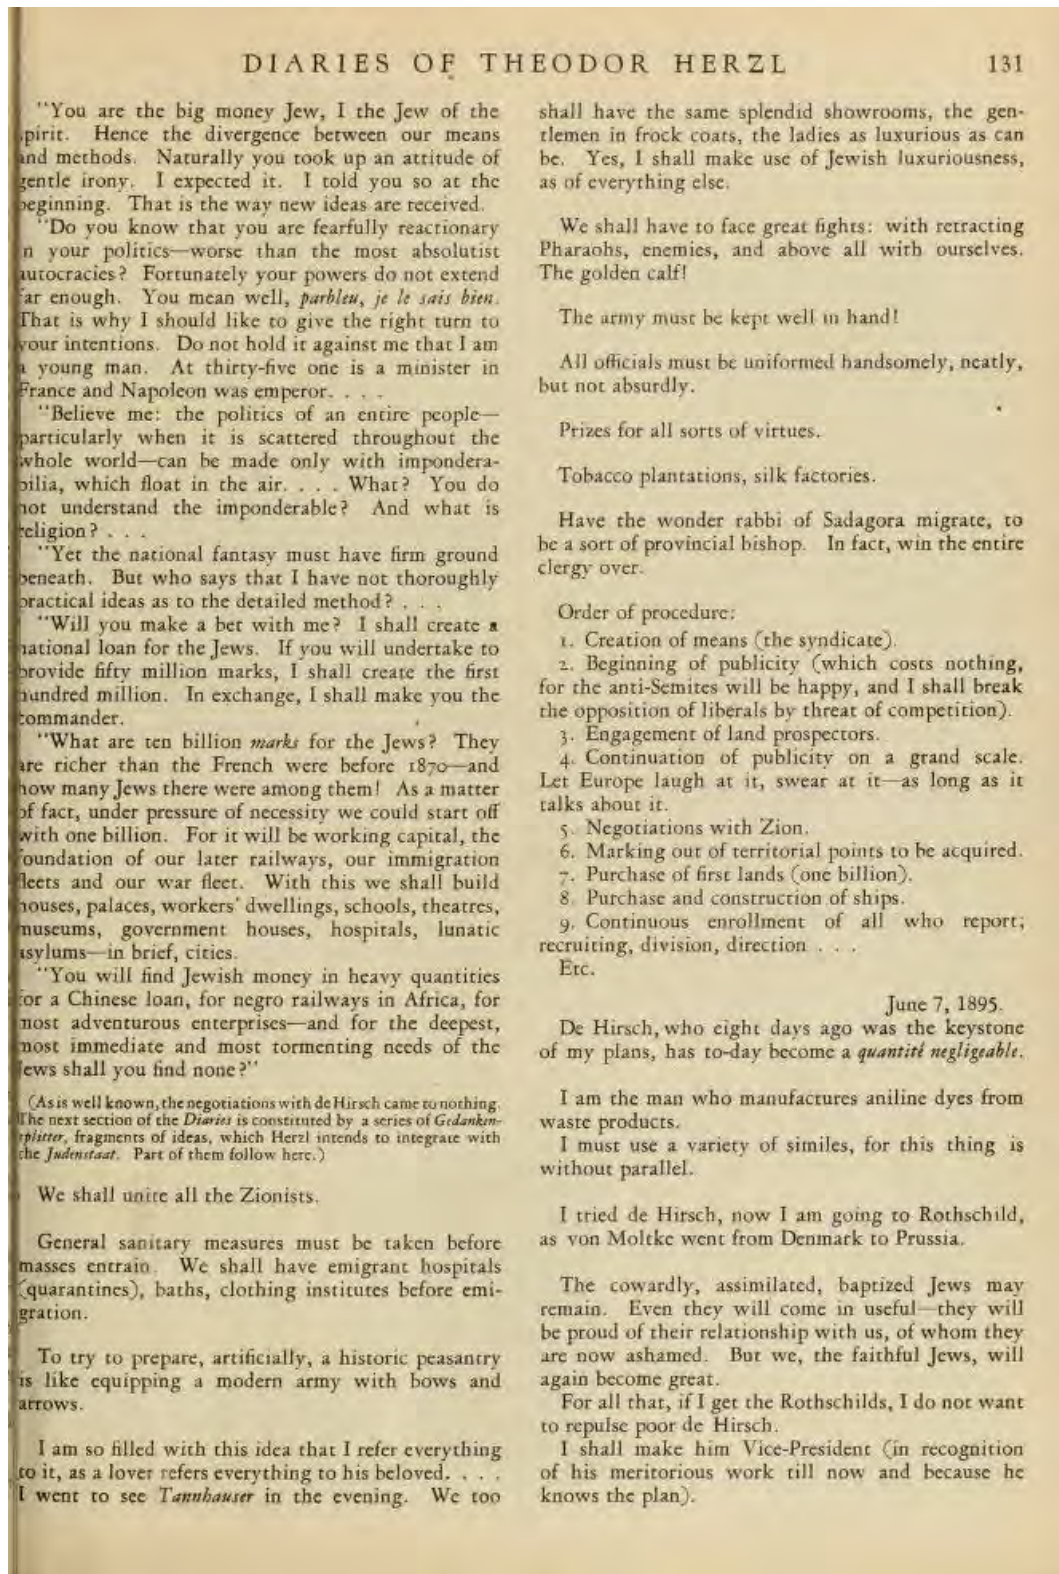 DIARIES OF THEODOR HERZL 131
"You are the big money Jew, I the Jew of the
spirit. Hence the divergence between our means
and methods. Naturally you took up an attitude of
gentle irony. I expected it. I told you so at the
beginning. That is the way new ideas are received.
"Do you know that you are fearfully reactionary
in your politics—worse than the most absolutist
autocracies? Fortunately your powers do not extend
far enough. You mean well, parbleu, je le sais bien.
That is why I should like to give the right turn to
your intentions. Do not hold it against me that I am
a young man. At thirty-five one is a minister in
France and Napoleon was emperor. . . .
"Believe me: the politics of an entire people—
particularly when it is scattered throughout the
whole world—can be made only with impondera-
bilia, which float in the air. . . . What? You do
not understand the imponderable? And what is
religion? . . .
"Yet the national fantasy must have firm ground
beneath. But who says that I have not thoroughly
practical ideas as to the detailed method? . . .
"Will you make a bet with me? I shall create a
national loan for the Jews. If you will undertake to
provide fifty million marks, I shall create the first
hundred million. In exchange, I shall make you the
commander.
"What are ten billion marks for the Jews? They
are richer than the French were before 1870—and
how many Jews there were among them! As a matter
of fact, under pressure of necessity we could start off
with one billion. For it will be working capital, the
foundation of our later railways, our immigration
fleets and our war fleet. With this we shall build
houses, palaces, workers' dwellings, schools, theatres,
museums, government houses, hospitals, lunatic
asylums—in brief, cities.
"You will find Jewish money in heavy quantities
for a Chinese loan, for negro railways in Africa, for
most adventurous enterprises—and for the deepest,
most immediate and most tormenting needs of the
Jews shall you find none?"
(As is well known, the negotiations with de Hirsch came to nothing.
The next section of the Diaries is constituted by a series of Gedanken-
splitter, fragments of ideas, which Herzl intends to integrate with
the Judenstaat. Part of them follow here.)
We shall unite all the Zionists.
General sanitary measures must be taken before
masses entrain. We shall have emigrant hospitals
(quarantines), baths, clothing institutes before emi-
gration.
To try to prepare, artificially, a historic peasantry
is like equipping a modern army with bows and
arrows.
I am so filled with this idea that I refer everything
to it, as a lover refers everything to his beloved. . . .
I went to see Tannhauser in the evening. We too
shall have the same splendid showrooms, the gen-
tlemen in frock coats, the ladies as luxurious as can
be. Yes, I shall make use of Jewish luxuriousness,
as of everything else.
We shall have to face great fights: with retracting
Pharaohs, enemies, and above all with ourselves.
The golden calf!
The army must be kept well in hand!
All officials must be uniformed handsomely, neatly,
but not absurdly.
Prizes for all sorts of virtues.
Tobacco plantations, silk factories.
Have the wonder rabbi of Sadagora migrate, to
be a sort of provincial bishop. In fact, win the entire
clergy over.
Order of procedure:
1. Creation of means (the syndicate).
2. Beginning of publicity (which costs nothing,
for the anti-Semites will be happy, and I shall break
the opposition of liberals by threat of competition).
3. Engagement of land prospectors.
4. Continuation of publicity on a grand scale.
Let Europe laugh at it, swear at it—as long as it
talks about it.
5. Negotiations with Zion.
6. Marking out of territorial points to be acquired.
7. Purchase of first lands (one billion).
8. Purchase and construction of ships.
9. Continuous enrollment of all who report;
recruiting, division, direction . . .
Etc.
June 7, 1895.
De Hirsch, who eight days ago was the keystone
of my plans, has to-day become a quantité negligeable.
I am the man who manufactures aniline dyes from
waste products.
I must use a variety of similes, for this thing is
without parallel.
I tried de Hirsch, now I am going to Rothschild,
as von Moltke went from Denmark to Prussia.
The cowardly, assimilated, baptized Jews may
remain. Even they will come in useful—they will
be proud of their relationship with us, of whom they
are now ashamed. But we, the faithful Jews, will
again become great.
For all that, if I get the Rothschilds, I do not want
to repulse poor de Hirsch.
I shall make him Vice-President (in recognition
of his meritorious work till now and because he
knows the plan).